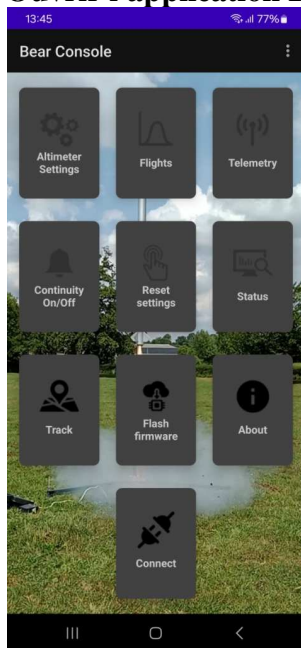 13:45
77%
Bear Console
Altimeter
Settings
Flights
Telemetry
Continuity
On/Off
Reset
settings
Status
Track
Flash
firmware
About
Connect